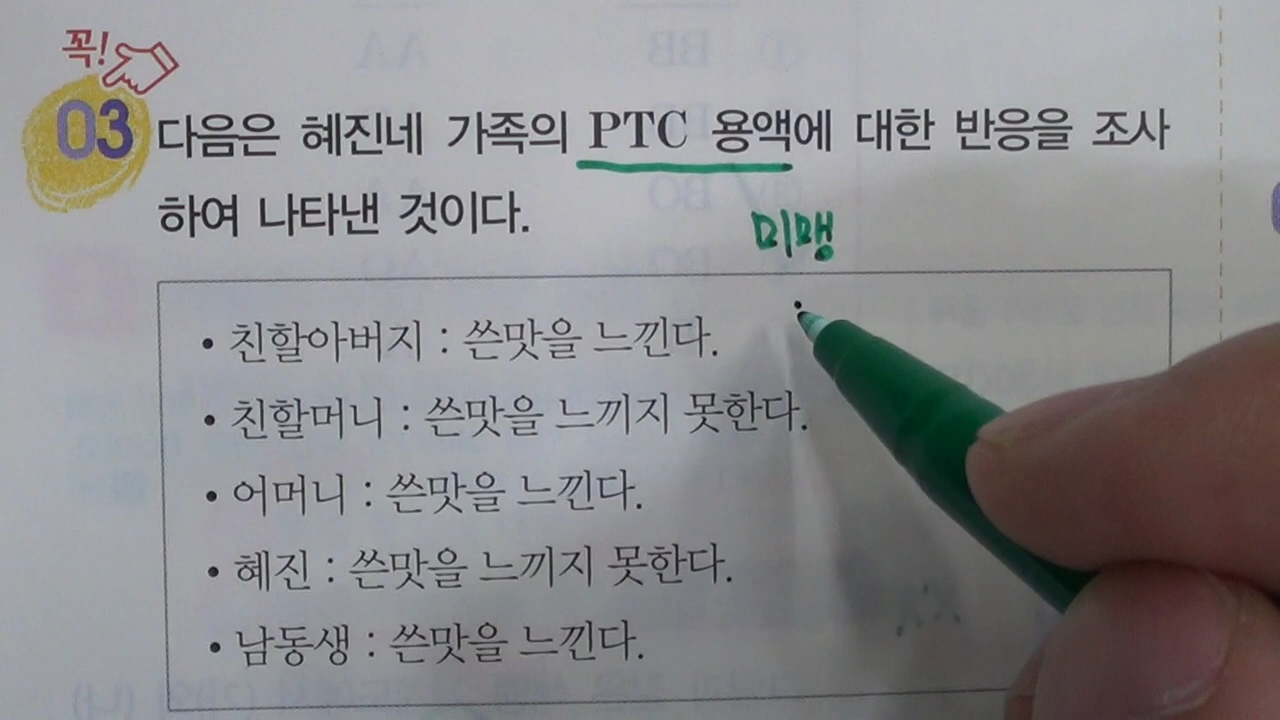 꼭!
03 다음은 혜진네 가족의 PTC 용액에 대한 반응을 조사
하여 나타낸 것이다.
미맹
• 친할아버지 : 쓴맛을 느낀다.
• 친할머니 : 쓴맛을 느끼지 못한다.
• 어머니 : 쓴맛을 느낀다.
• 혜진 : 쓴맛을 느끼지 못한다.
• 남동생 : 쓴맛을 느낀다.